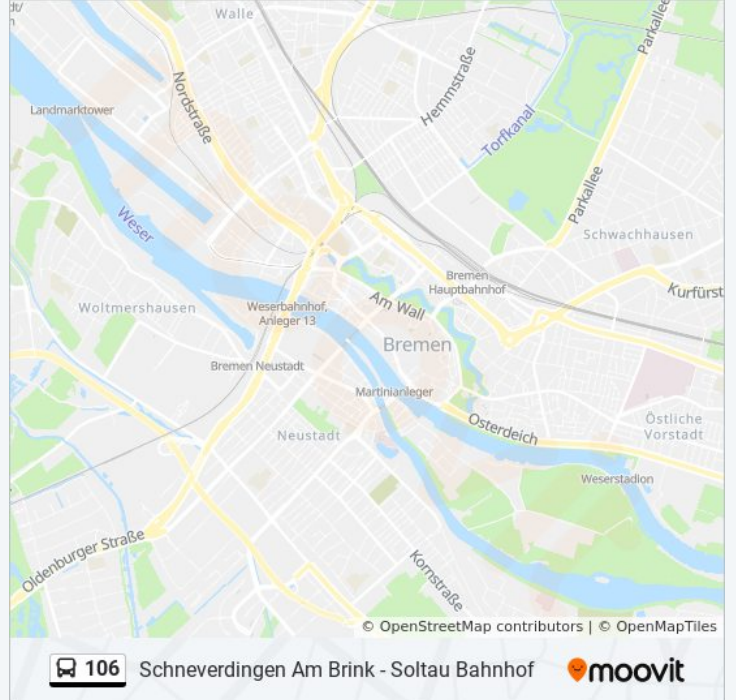 dt/
Walle
Parkallee
Landmarktower
Nordstraße
Hemmstraße
Torfkanal
Parkallee
Weser
Schwachhausen
Bremen
Hauptbahnhof
Kurfürst
Woltmershausen
Weserbahnhof,
Anleger 13
Am Wall
Bremen
Bremen Neustadt
Martinianleger
Neustadt
Osterdeich
Östliche
Vorstadt
Weserstadion
Oldenburger Straße
Kornstraße
© OpenStreetMap contributors | © OpenMapTiles
106 Schneverdingen Am Brink - Soltau Bahnhof moovit